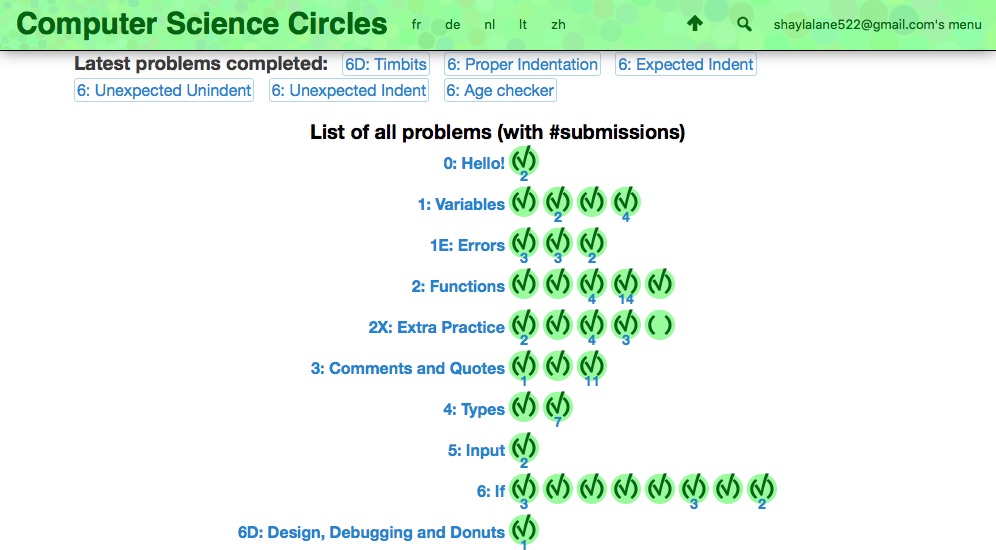 Computer Science Circles fr de nl lt zh shaylalane522@gmail.com's menu
Latest problems completed: 6D: Timbits 6: Proper Indentation 6: Expected Indent
6: Unexpected Unindent 6: Unexpected Indent 6: Age checker
List of all problems (with #submissions)
0: Hello!
2
1: Variables
2 4
1E: Errors
3 3 2
2: Functions
4 14
2X: Extra Practice
2 4 3
3: Comments and Quotes
1 11
4: Types
7
5: Input
2
6: If
3 3 2
6D: Design, Debugging and Donuts
1